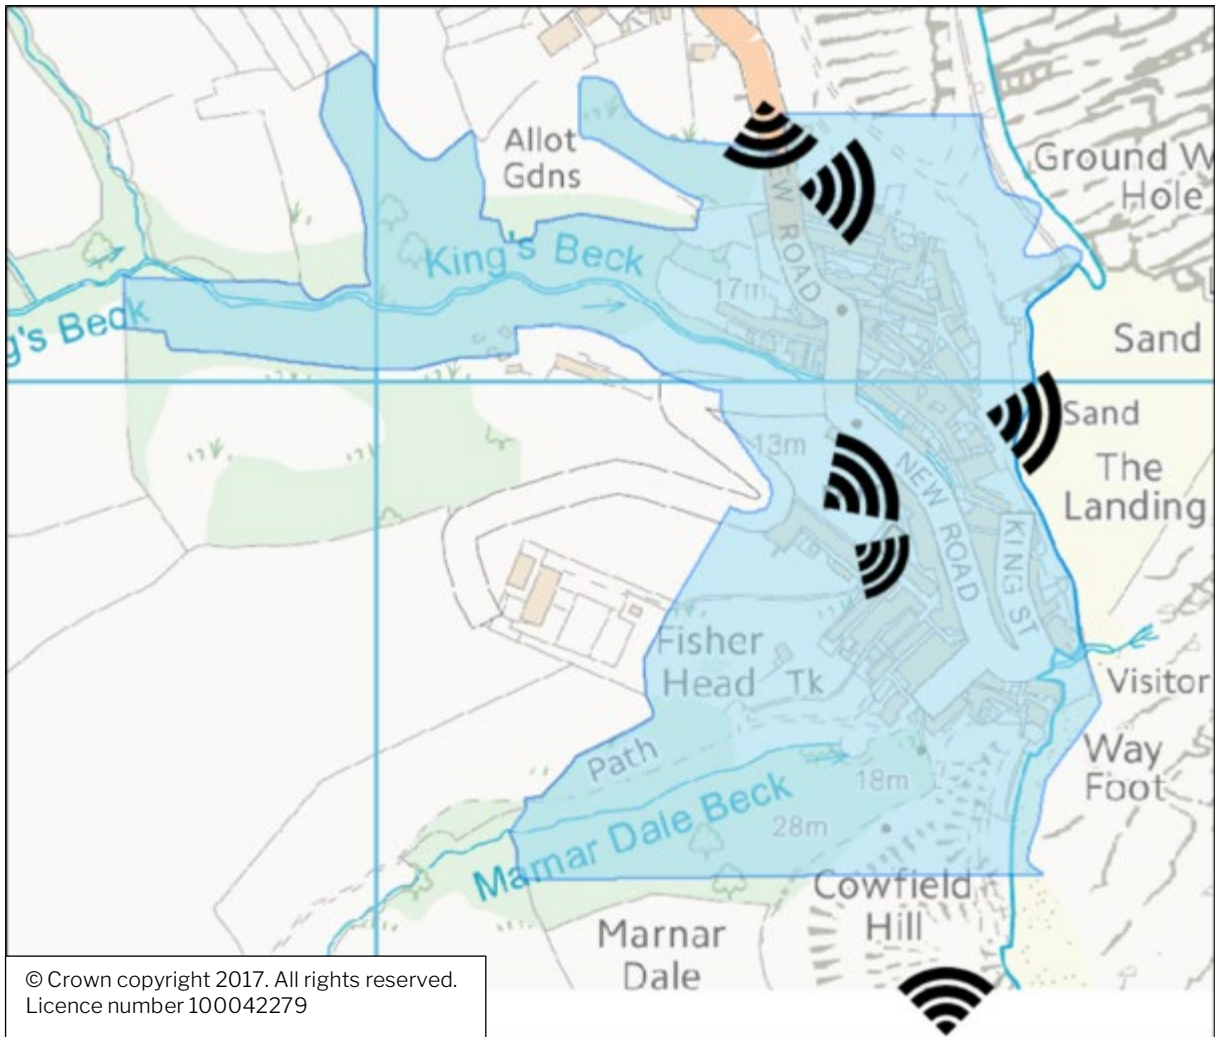 Allot
Gdns
Ground W
Hole
King's Beck
NEW ROAD
17m
g's Beck
Sand
Sand
The
Landing
13m
NEW ROAD
KING ST
Fisher
Head
Tk
Visitor
Way
Foot
Path
18m
28m
Marnar Dale Beck
Cowfield
Hill
Marnar
Dale
© Crown copyright 2017. All rights reserved.
Licence number 100042279